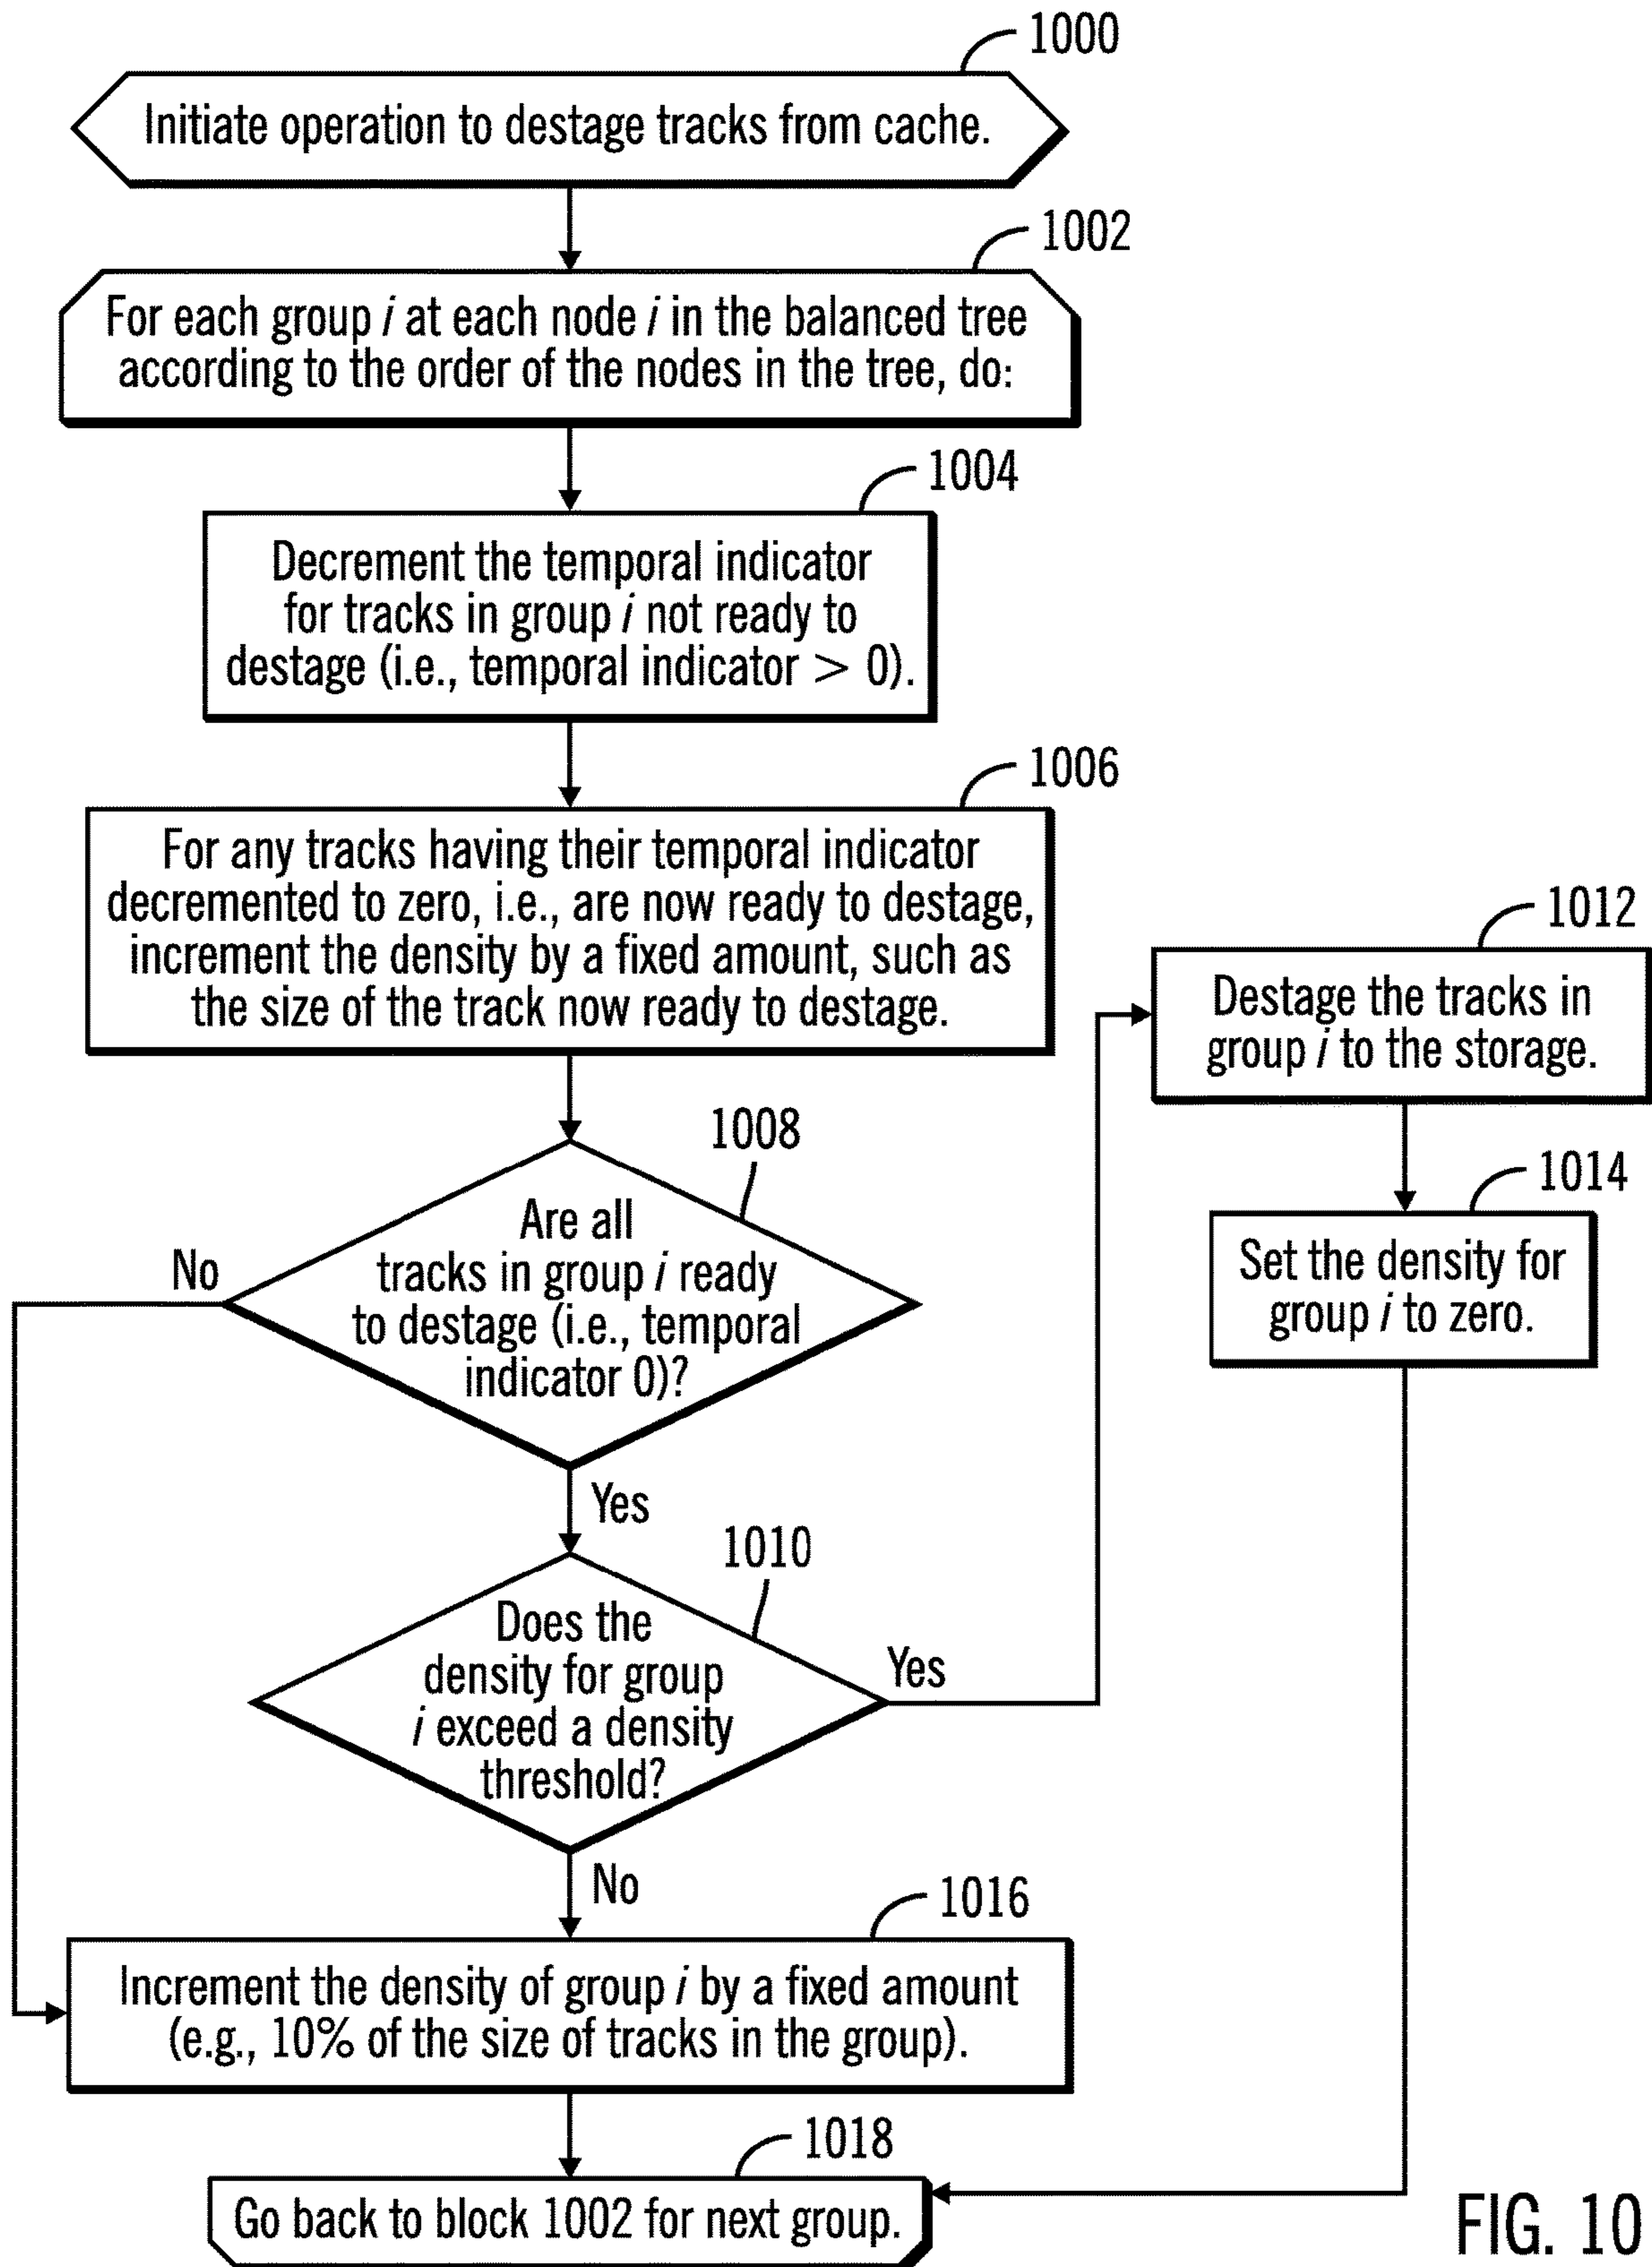 1000
Initiate operation to destage tracks from cache.
1002
For each group i at each node i in the balanced tree
according to the order of the nodes in the tree, do:
1004
Decrement the temporal indicator
for tracks in group i not ready to
destage (i.e., temporal indicator > 0).
1006
For any tracks having their temporal indicator
decremented to zero, i.e., are now ready to destage,
increment the density by a fixed amount, such as
the size of the track now ready to destage.
1008
Are all
tracks in group i ready
to destage (i.e., temporal
indicator 0)?
No
Yes
1010
Does the
density for group
i exceed a density
threshold?
Yes
No
1012
Destage the tracks in
group i to the storage.
1014
Set the density for
group i to zero.
1016
Increment the density of group i by a fixed amount
(e.g., 10% of the size of tracks in the group).
1018
Go back to block 1002 for next group.
FIG. 10